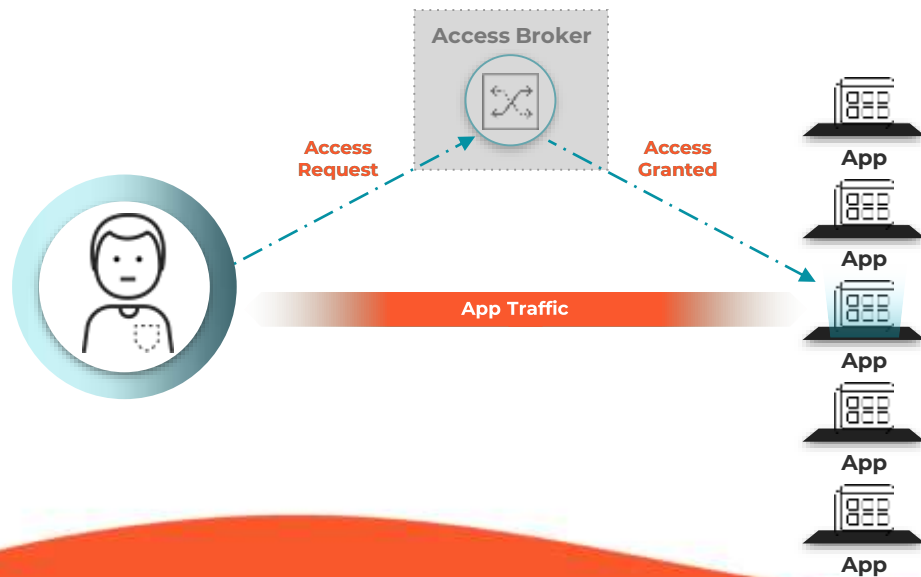 Access Broker
Access
Request
Access
Granted
App Traffic
App
App
App
App
App